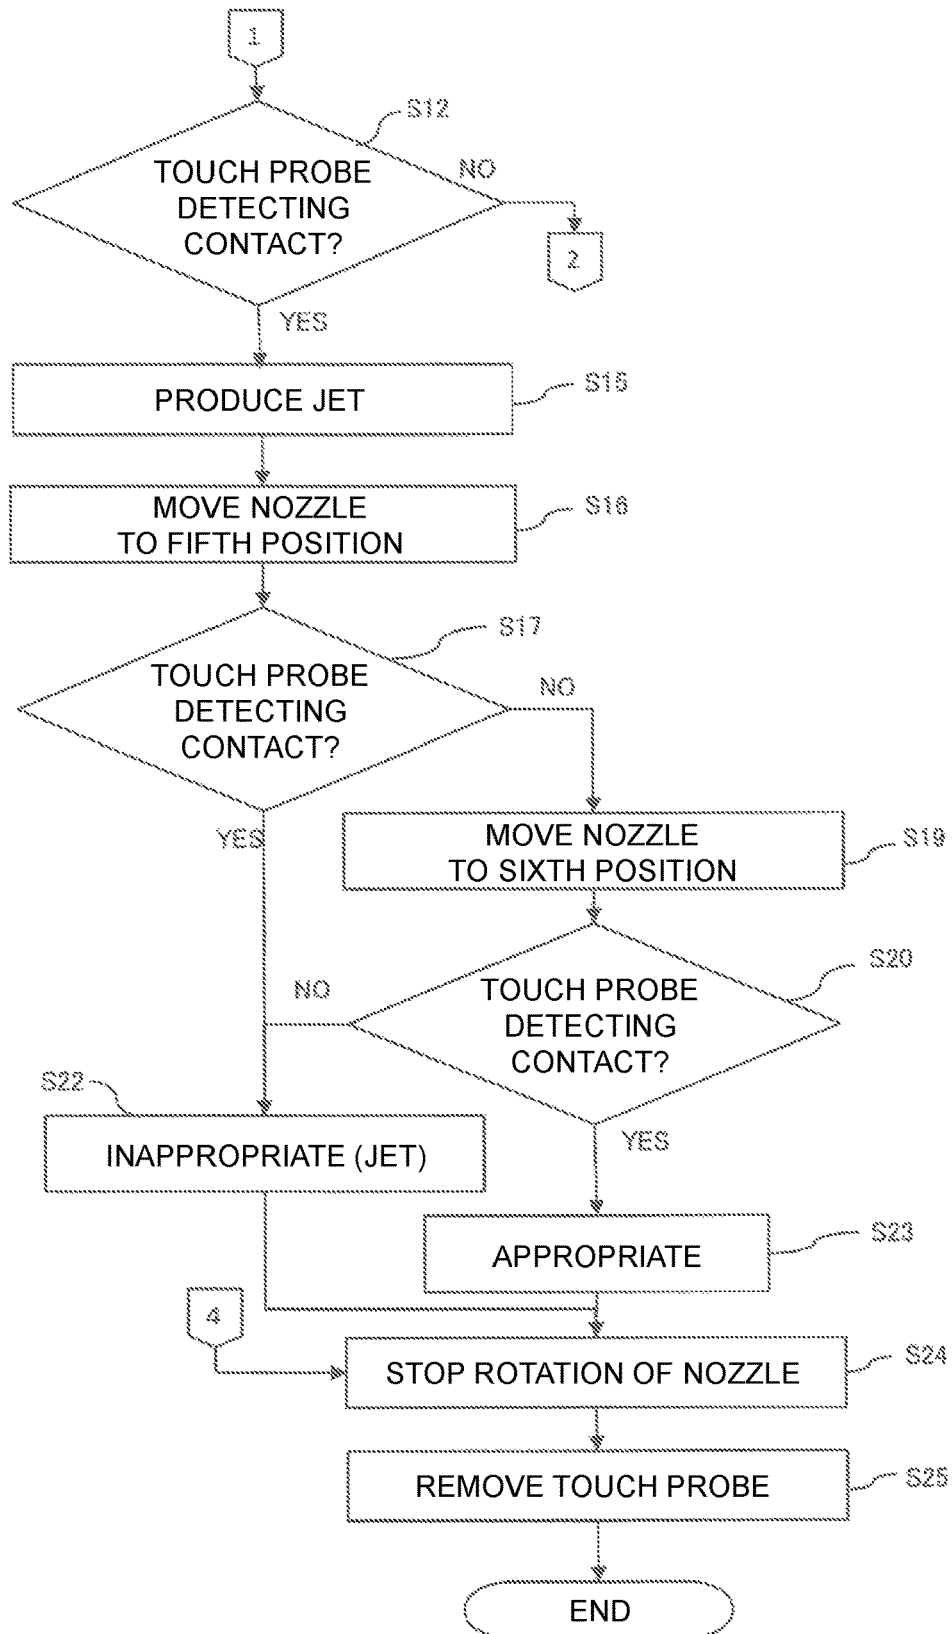 1
S12
TOUCH PROBE
DETECTING
CONTACT?
NO
2
YES
PRODUCE JET
S15
MOVE NOZZLE
TO FIFTH POSITION
S16
S17
TOUCH PROBE
DETECTING
CONTACT?
NO
YES
MOVE NOZZLE
TO SIXTH POSITION
S19
S20
TOUCH PROBE
DETECTING
CONTACT?
NO
YES
S22
INAPPROPRIATE (JET)
APPROPRIATE
S23
4
STOP ROTATION OF NOZZLE
S24
REMOVE TOUCH PROBE
S25
END